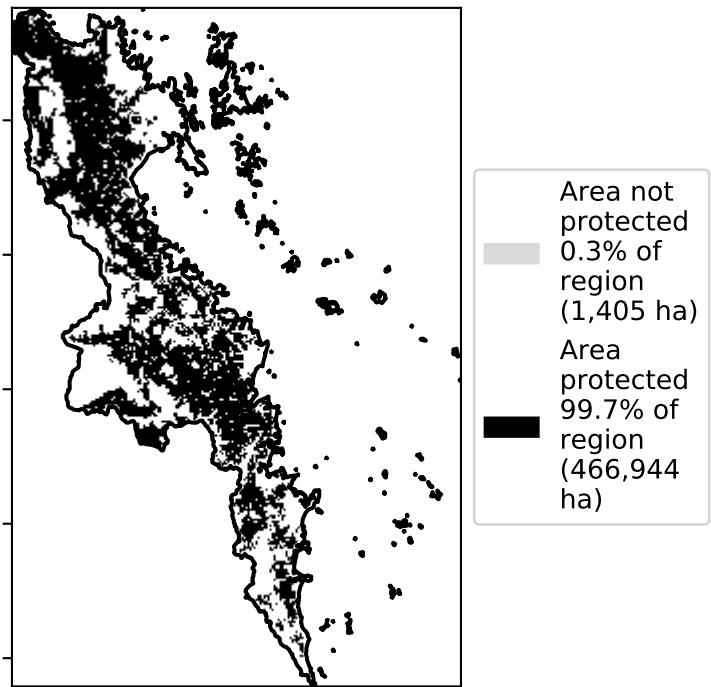 Area not
protected
0.3% of
region
(1,405 ha)
Area
protected
99.7% of
region
(466,944
ha)